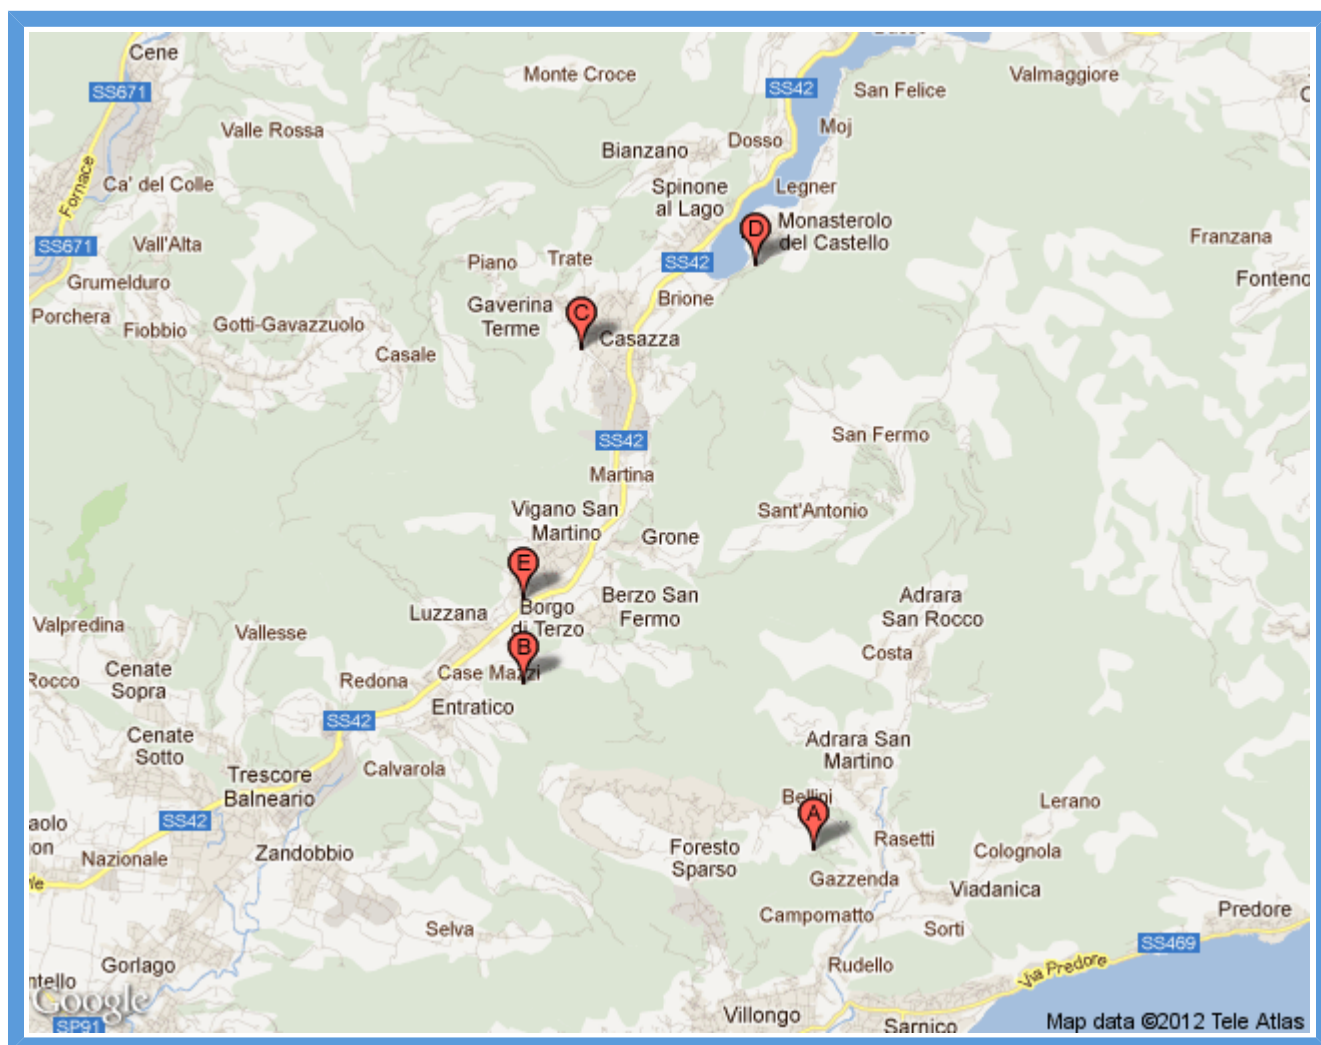 Cene
Monte Croce
SS42
San Felice
Valmaggiore
SS671
Valle Rossa
Moj
Dosso
Bianzano
Fornace
Ca' del Colle
Spinone
al Lago
Legner
Monasterolo
del Castello
D
SS671
Vall'Alta
Franzana
Piano
Trate
SS42
Grumelduro
Fonteno
Brione
Gaverina
Terme
C
Porchera
Fiobbio
Gotti-Gavazzuolo
Casazza
Casale
San Fermo
SS42
Martina
Vigano San
Martino
Sant'Antonio
Grone
E
Berzo San
Fermo
Adrara
San Rocco
Luzzana
Borgo
di Terzo
Valpredina
Vallesse
B
Costa
Cenate
Sopra
Rocco
Redona
Case Mazzi
Entratico
SS42
Cenate
Sotto
Adrara San
Martino
Calvarola
Trescore
Balneario
Bellini
Lerano
A
SS42
aolo
on
Nazionale
Zandobbio
Foresto
Sparso
Rasetti
Colognola
Gazzenda
Viadanica
Campomatto
Predore
Selva
Sorti
SS469
Gorlago
Rudello
Via Predore
ntello
Google
Villongo
SP91
Sarnico
Map data ©2012 Tele Atlas